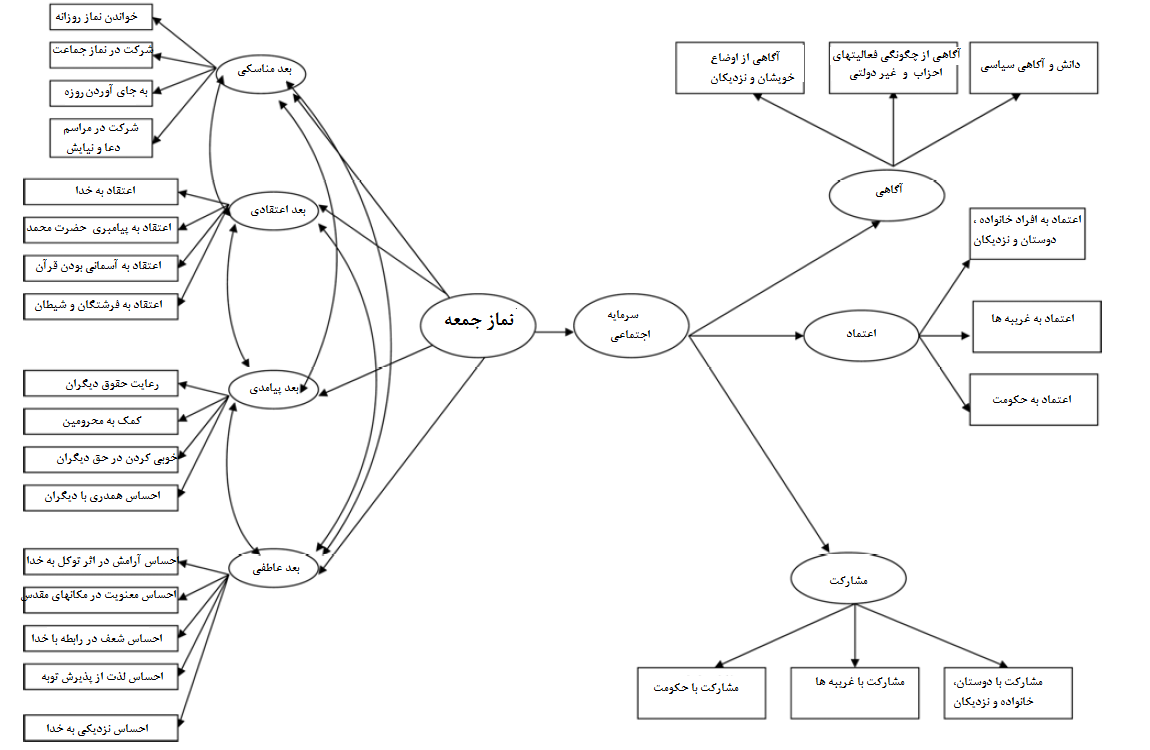 خواندن نماز روزانه
شرکت در نماز جماعت
به جای آوردن روزه
شرکت در مراسم
دعا و نیایش
بعد مناسکی
اعتقاد به خدا
اعتقاد به پیامبری حضرت محمد
اعتقاد به آسمانی بودن قرآن
اعتقاد به فرشتگان و شیطان
بعد اعتقادی
رعایت حقوق دیگران
کمک به محرومین
خوبی کردن در حق دیگران
احساس همدری با دیگران
بعد پیامدی
احساس آرامش در اثر توکل به خدا
احساس معنویت در مکانهای مقدس
احساس شعف در رابطه با خدا
احساس لذت از پذیرش توبه
احساس نزدیکی به خدا
بعد عاطفی
نماز جمعه
سرمایه
اجتماعی
آگاهی از اوضاع
خویشان و نزدیکان
آگاهی از چگونگی فعالیتهای
احزاب و غیر دولتی
دانش و آگاهی سیاسی
آگاهی
اعتماد به افراد خانواده ،
دوستان و نزدیکان
اعتماد به غریبه ها
اعتماد به حکومت
اعتماد
مشارکت
مشارکت با دوستان،
خانواده و نزدیکان
مشارکت با غریبه ها
مشارکت با حکومت